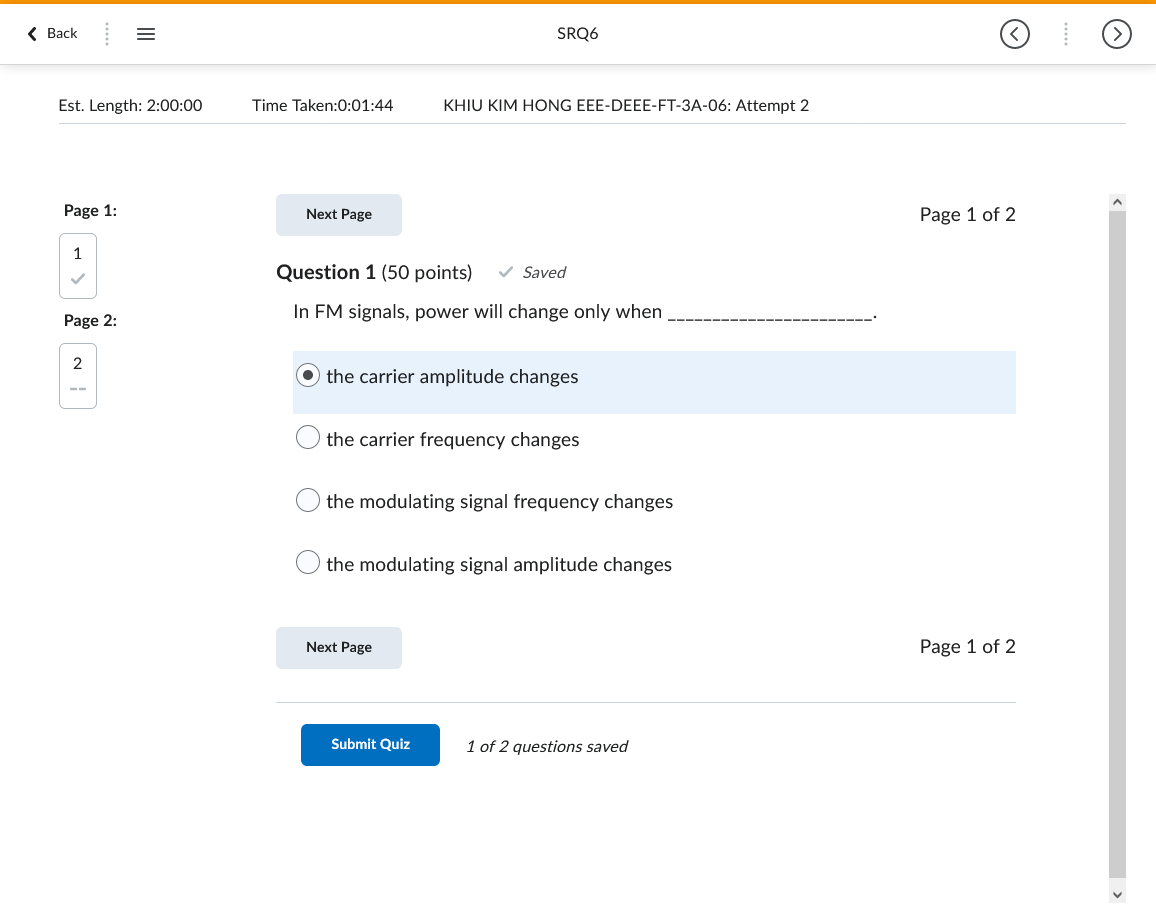 Back
SRQ6
Est. Length: 2:00:00 Time Taken:0:01:44 KHIU KIM HONG EEE-DEEE-FT-3A-06: Attempt 2
Page 1:
1
Page 2:
2
--
Next Page Page 1 of 2
Question 1 (50 points) Saved
In FM signals, power will change only when _______________________.
the carrier amplitude changes
the carrier frequency changes
the modulating signal frequency changes
the modulating signal amplitude changes
Next Page Page 1 of 2
Submit Quiz 1 of 2 questions saved